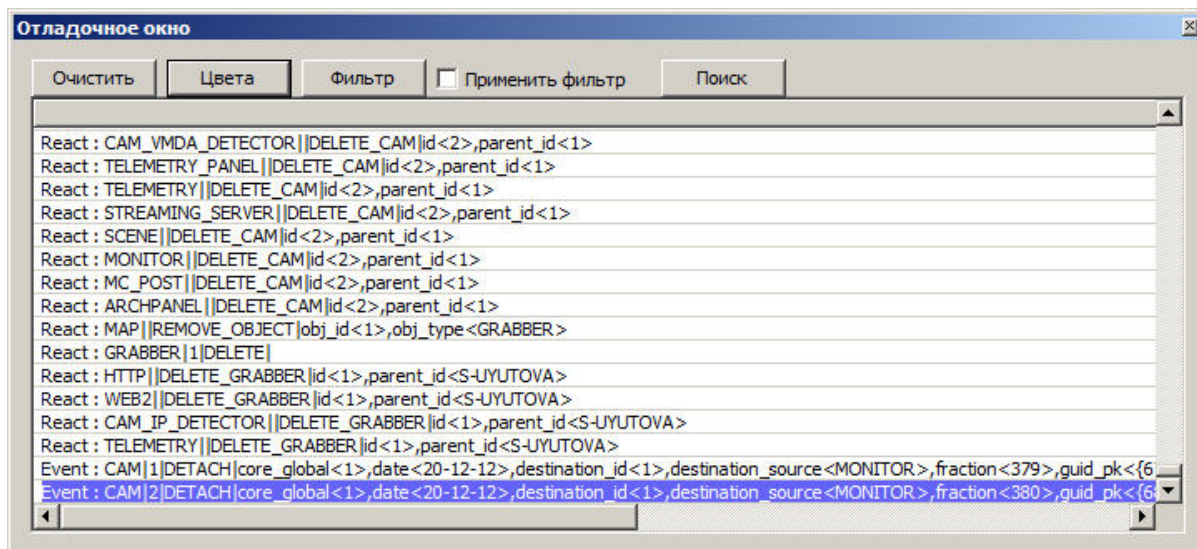 Отладочное окно
Очистить Цвета Фильтр Применить фильтр Поиск
React : CAM_VMDA_DETECTOR||DELETE_CAM|id<2>,parent_id<1>
React : TELEMETRY_PANEL||DELETE_CAM|id<2>,parent_id<1>
React : TELEMETRY||DELETE_CAM|id<2>,parent_id<1>
React : STREAMING_SERVER||DELETE_CAM|id<2>,parent_id<1>
React : SCENE||DELETE_CAM|id<2>,parent_id<1>
React : MONITOR||DELETE_CAM|id<2>,parent_id<1>
React : MC_POST||DELETE_CAM|id<2>,parent_id<1>
React : ARCHPANEL||DELETE_CAM|id<2>,parent_id<1>
React : MAP||REMOVE_OBJECT|obj_id<1>,obj_type<GRABBER>
React : GRABBER|1|DELETE|
React : HTTP||DELETE_GRABBER|id<1>,parent_id<S-UYUTOVA>
React : WEB2||DELETE_GRABBER|id<1>,parent_id<S-UYUTOVA>
React : CAM_IP_DETECTOR||DELETE_GRABBER|id<1>,parent_id<S-UYUTOVA>
React : TELEMETRY||DELETE_GRABBER|id<1>,parent_id<S-UYUTOVA>
Event : CAM|1|DETACH|core_global<1>,date<20-12-12>,destination_id<1>,destination_source<MONITOR>,fraction<379>,guid_pk<{6
Event : CAM|2|DETACH|core_global<1>,date<20-12-12>,destination_id<1>,destination_source<MONITOR>,fraction<380>,guid_pk<{6